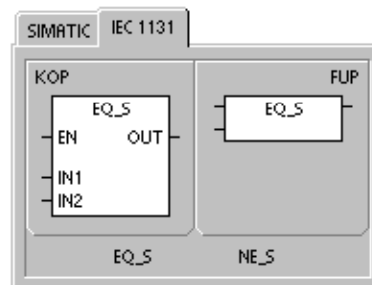 SIMATIC IEC 1131
KOP FUP
EQ_S EQ_S
EN OUT
IN1
IN2
EQ_S NE_S